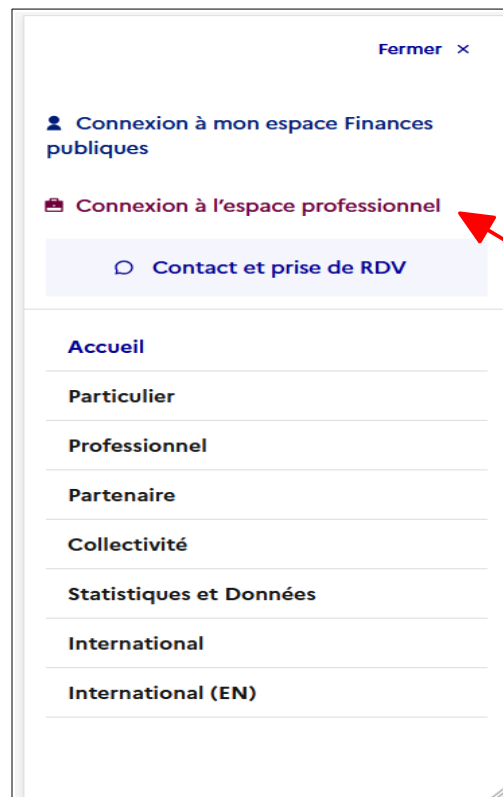 Fermer ×
Connexion à mon espace Finances
publiques
Connexion à l'espace professionnel
Contact et prise de RDV
Accueil
Particulier
Professionnel
Partenaire
Collectivité
Statistiques et Données
International
International (EN)